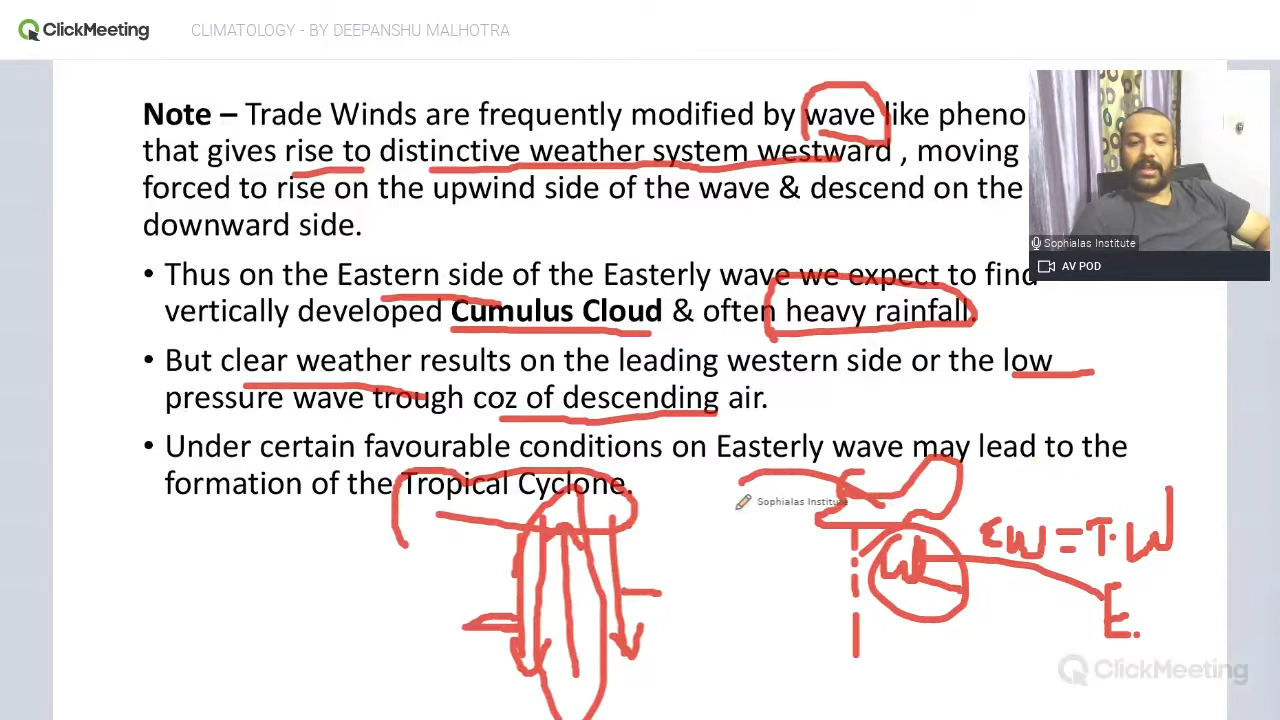 ClickMeeting CLIMATOLOGY - BY DEEPANSHU MALHOTRA
Note – Trade Winds are frequently modified by wave like pheno
that gives rise to distinctive weather system westward , moving
forced to rise on the upwind side of the wave & descend on the
downward side.
Sophialas Institute
AV POD
• Thus on the Eastern side of the Easterly wave we expect to find
vertically developed Cumulus Cloud & often heavy rainfall.
• But clear weather results on the leading western side or the low
pressure wave trough coz of descending air.
• Under certain favourable conditions on Easterly wave may lead to the
formation of the Tropical Cyclone.
Sophialas Institute
EW = T.W
W
E.
ClickMeeting